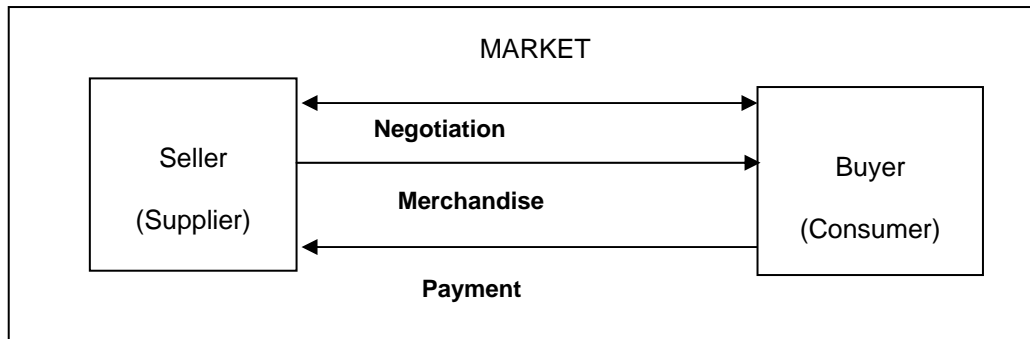 MARKET
Negotiation
Seller
(Supplier)
Merchandise
Buyer
(Consumer)
Payment